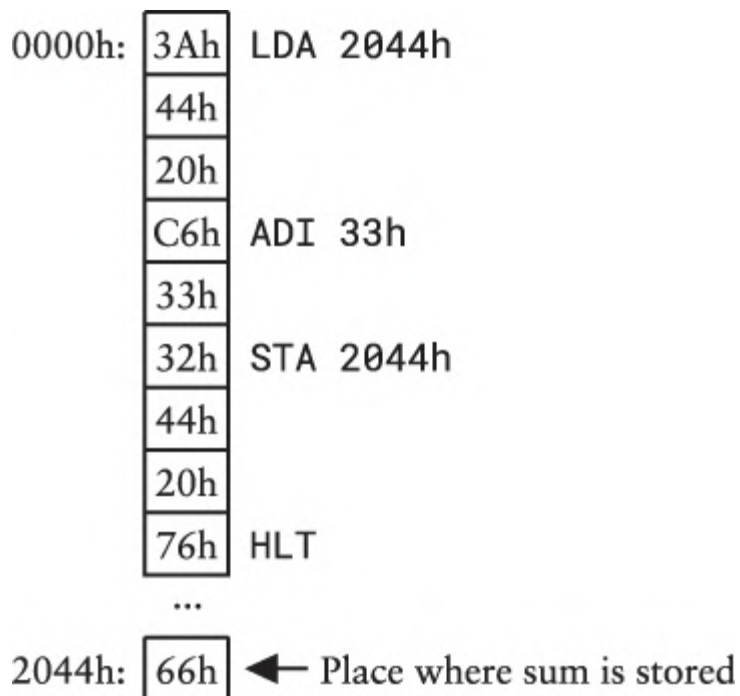 0000h: 3Ah LDA 2044h
44h
20h
C6h ADI 33h
33h
32h STA 2044h
44h
20h
76h HLT
...
2044h: 66h Place where sum is stored